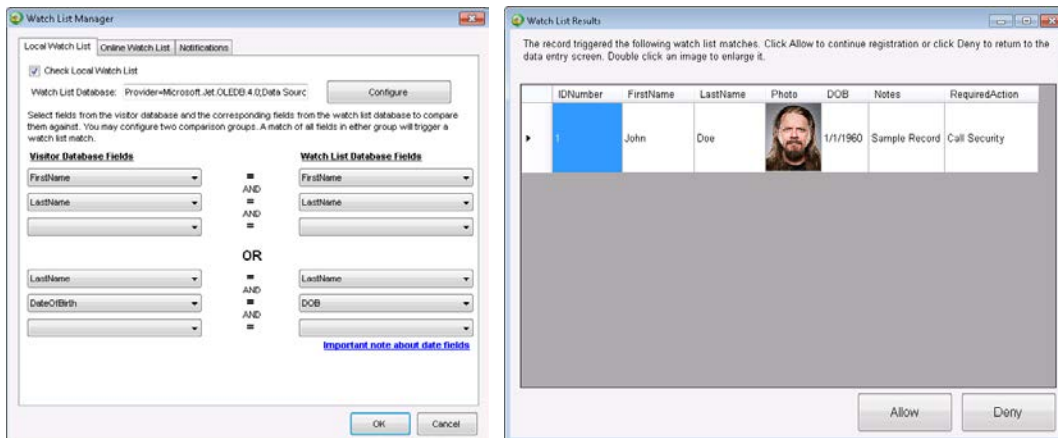 Watch List Manager
Local Watch List Online Watch List Notifications
Check Local Watch List
Watch List Database: Provider=Microsoft.Jet.OLEDB.4.0;Data Sourc Configure
Select fields from the visitor database and the corresponding fields from the watch list database to compare
them against. You may configure two comparison groups. A match of all fields in either group will trigger a
watch list match.
Visitor Database Fields Watch List Database Fields
FirstName = FirstName
AND
LastName = LastName
AND
=
OR
LastName = LastName
AND
DateOfBirth = DOB
AND
=
Important note about date fields
OK Cancel
Watch List Results
The record triggered the following watch list matches. Click Allow to continue registration or click Deny to return to the
data entry screen. Double click an image to enlarge it.
IDNumber FirstName LastName Photo DOB Notes RequiredAction
1 John Doe 1/1/1960 Sample Record Call Security
Allow Deny